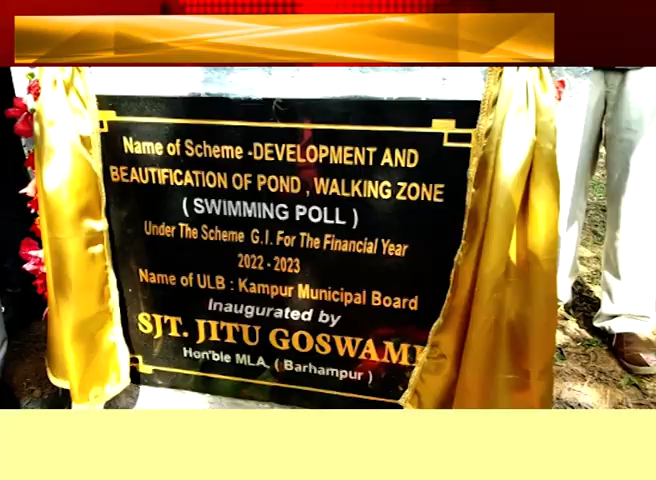 Name of Scheme -DEVELOPMENT AND
BEAUTIFICATION OF POND , WALKING ZONE
( SWIMMING POLL )
Under The Scheme G.I. For The Financial Year
2022 - 2023
Name of ULB : Kampur Municipal Board
Inaugurated by
SJT. JITU GOSWAMI
Hon'ble MLA, ( Barhampur )